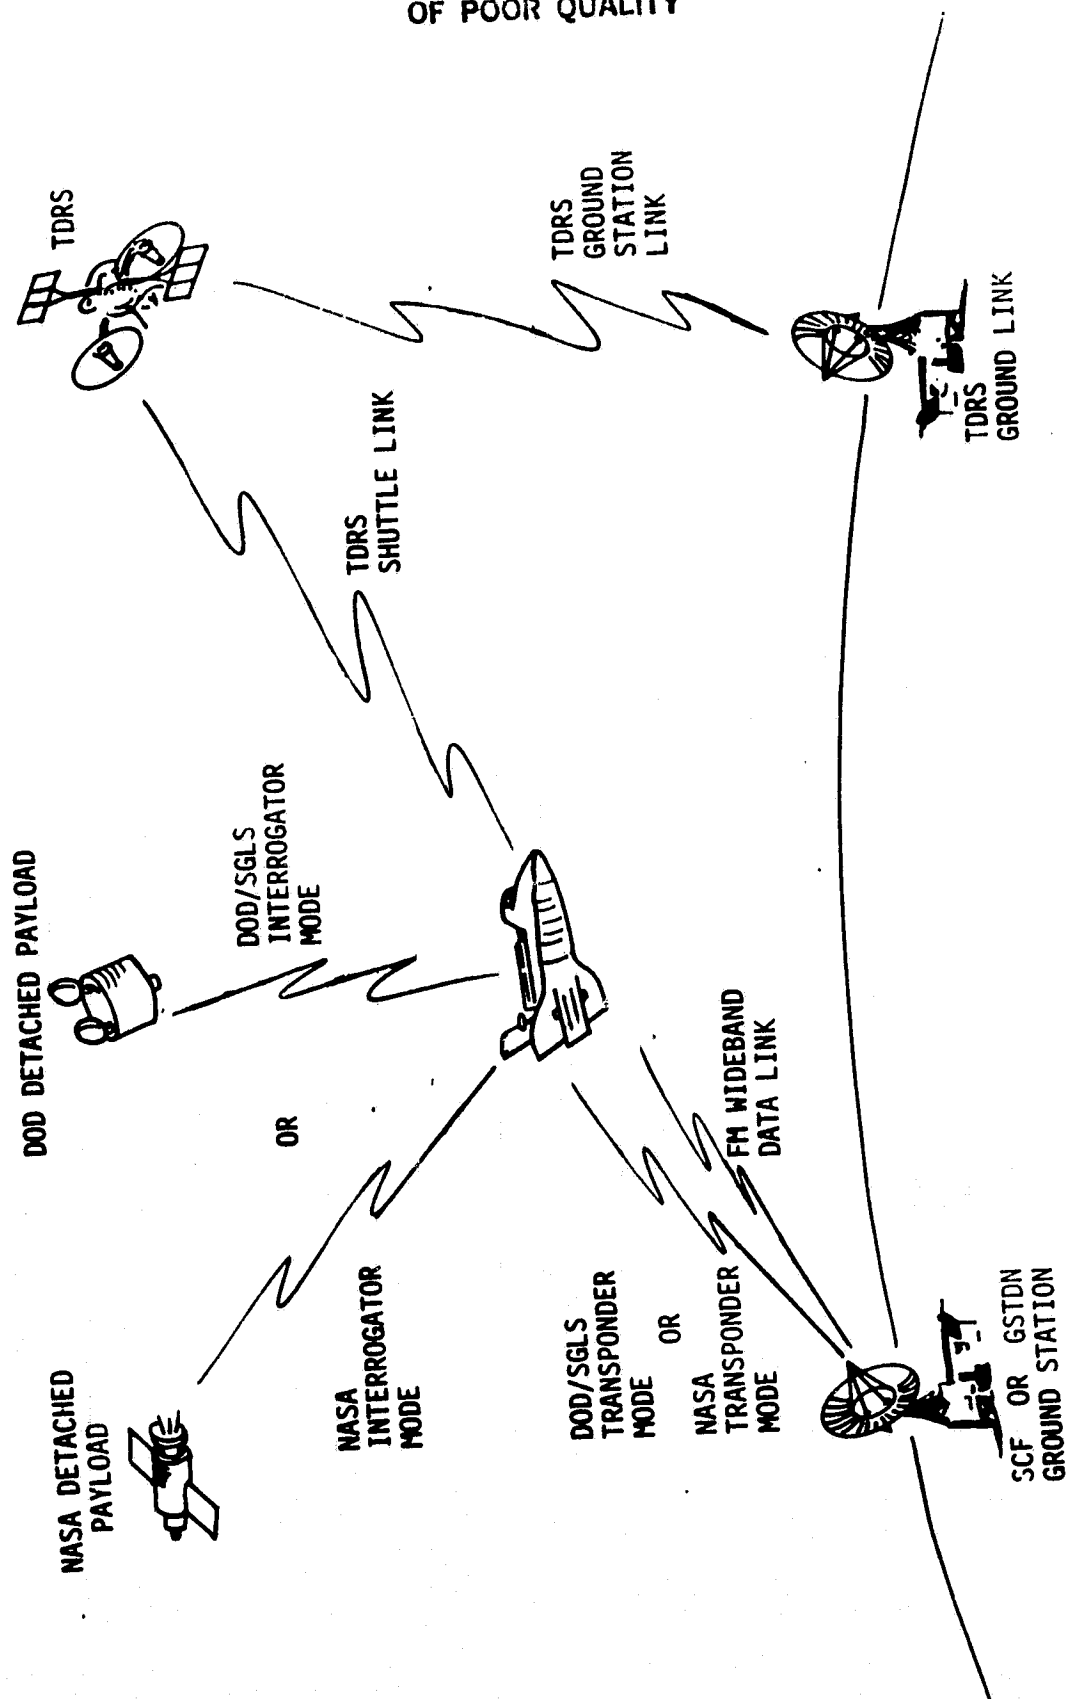 OF POOR QUALITY
NASA DETACHED
PAYLOAD
DOD DETACHED PAYLOAD
TDRS
OR
DOD/SGLS
INTERROGATOR
MODE
NASA
INTERROGATOR
MODE
TDRS
SHUTTLE LINK
TDRS
GROUND
STATION
LINK
DOD/SGLS
TRANSPONDER
MODE
OR
NASA
TRANSPONDER
MODE
FM WIDEBAND
DATA LINK
SCF OR GSTDN
GROUND STATION
TDRS
GROUND LINK